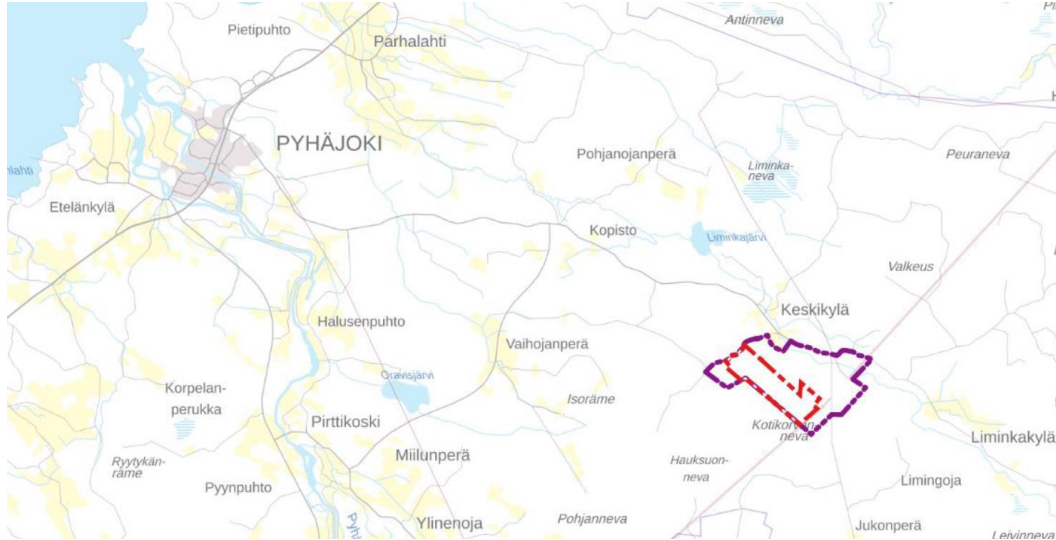 Pietipuhto
Parhalahti
Antinneva
PYHÄJOKI
Pohjanojanperä
Liminka-
neva
Peuraneva
Etelänkylä
Kopisto
Liminkajärvi
Valkeus
Keskikylä
Halusenpuhto
Vaihojanperä
Oravisjärvi
Korpelan-
perukka
Isoräme
Pirttikoski
Kotikorven-
neva
Liminkakylä
Miilunperä
Hauksuon-
neva
Ryytykän-
räme
Pyynpuhto
Limingoja
Ylinenoja
Pohjanneva
Jukonperä